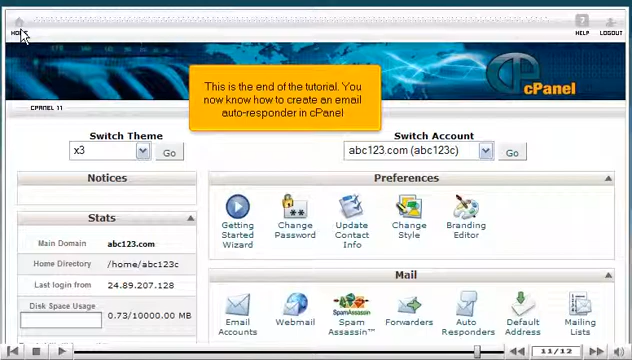 HOME
HELP
LOGOUT
This is the end of the tutorial. You
now know how to create an email
auto-responder in cPanel
cPanel
CPANEL 11
Switch Theme
x3
Go
Switch Account
abc123.com (abc123c)
Go
Notices
Stats
Main Domain
abc123.com
Home Directory
/home/abc123c
Last login from
24.89.207.128
Disk Space Usage
0.73/10000.00 MB
Preferences
Getting
Started
Wizard
Change
Password
Update
Contact
Info
Change
Style
Branding
Editor
Mail
Email
Accounts
Webmail
SpamAssassin
Spam
Assassin™
Forwarders
Auto
Responders
Default
Address
Mailing
Lists
11/12